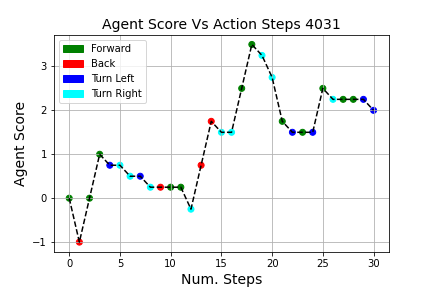 Agent Score Vs Action Steps 4031
Forward
Back
Turn Left
Turn Right
Agent Score
3
2
1
0
−1
0 5 10 15 20 25 30
Num. Steps